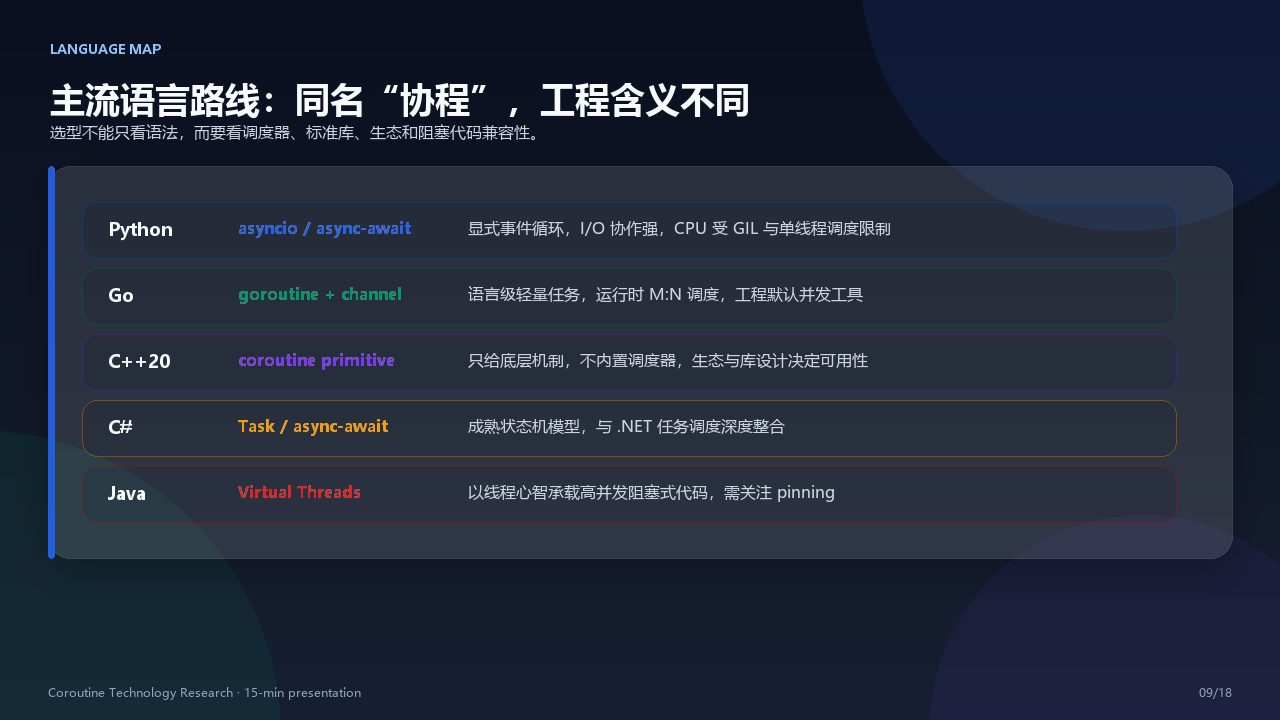 LANGUAGE MAP
主流语言路线：同名“协程”，工程含义不同
选型不能只看语法，而要看调度器、标准库、生态和阻塞代码兼容性。
Python asyncio / async-await 显式事件循环，I/O 协作强，CPU 受 GIL 与单线程调度限制
Go goroutine + channel 语言级轻量任务，运行时 M:N 调度，工程默认并发工具
C++20 coroutine primitive 只给底层机制，不内置调度器，生态与库设计决定可用性
C# Task / async-await 成熟状态机模型，与 .NET 任务调度深度整合
Java Virtual Threads 以线程心智承载高并发阻塞式代码，需关注 pinning
Coroutine Technology Research · 15-min presentation 09/18